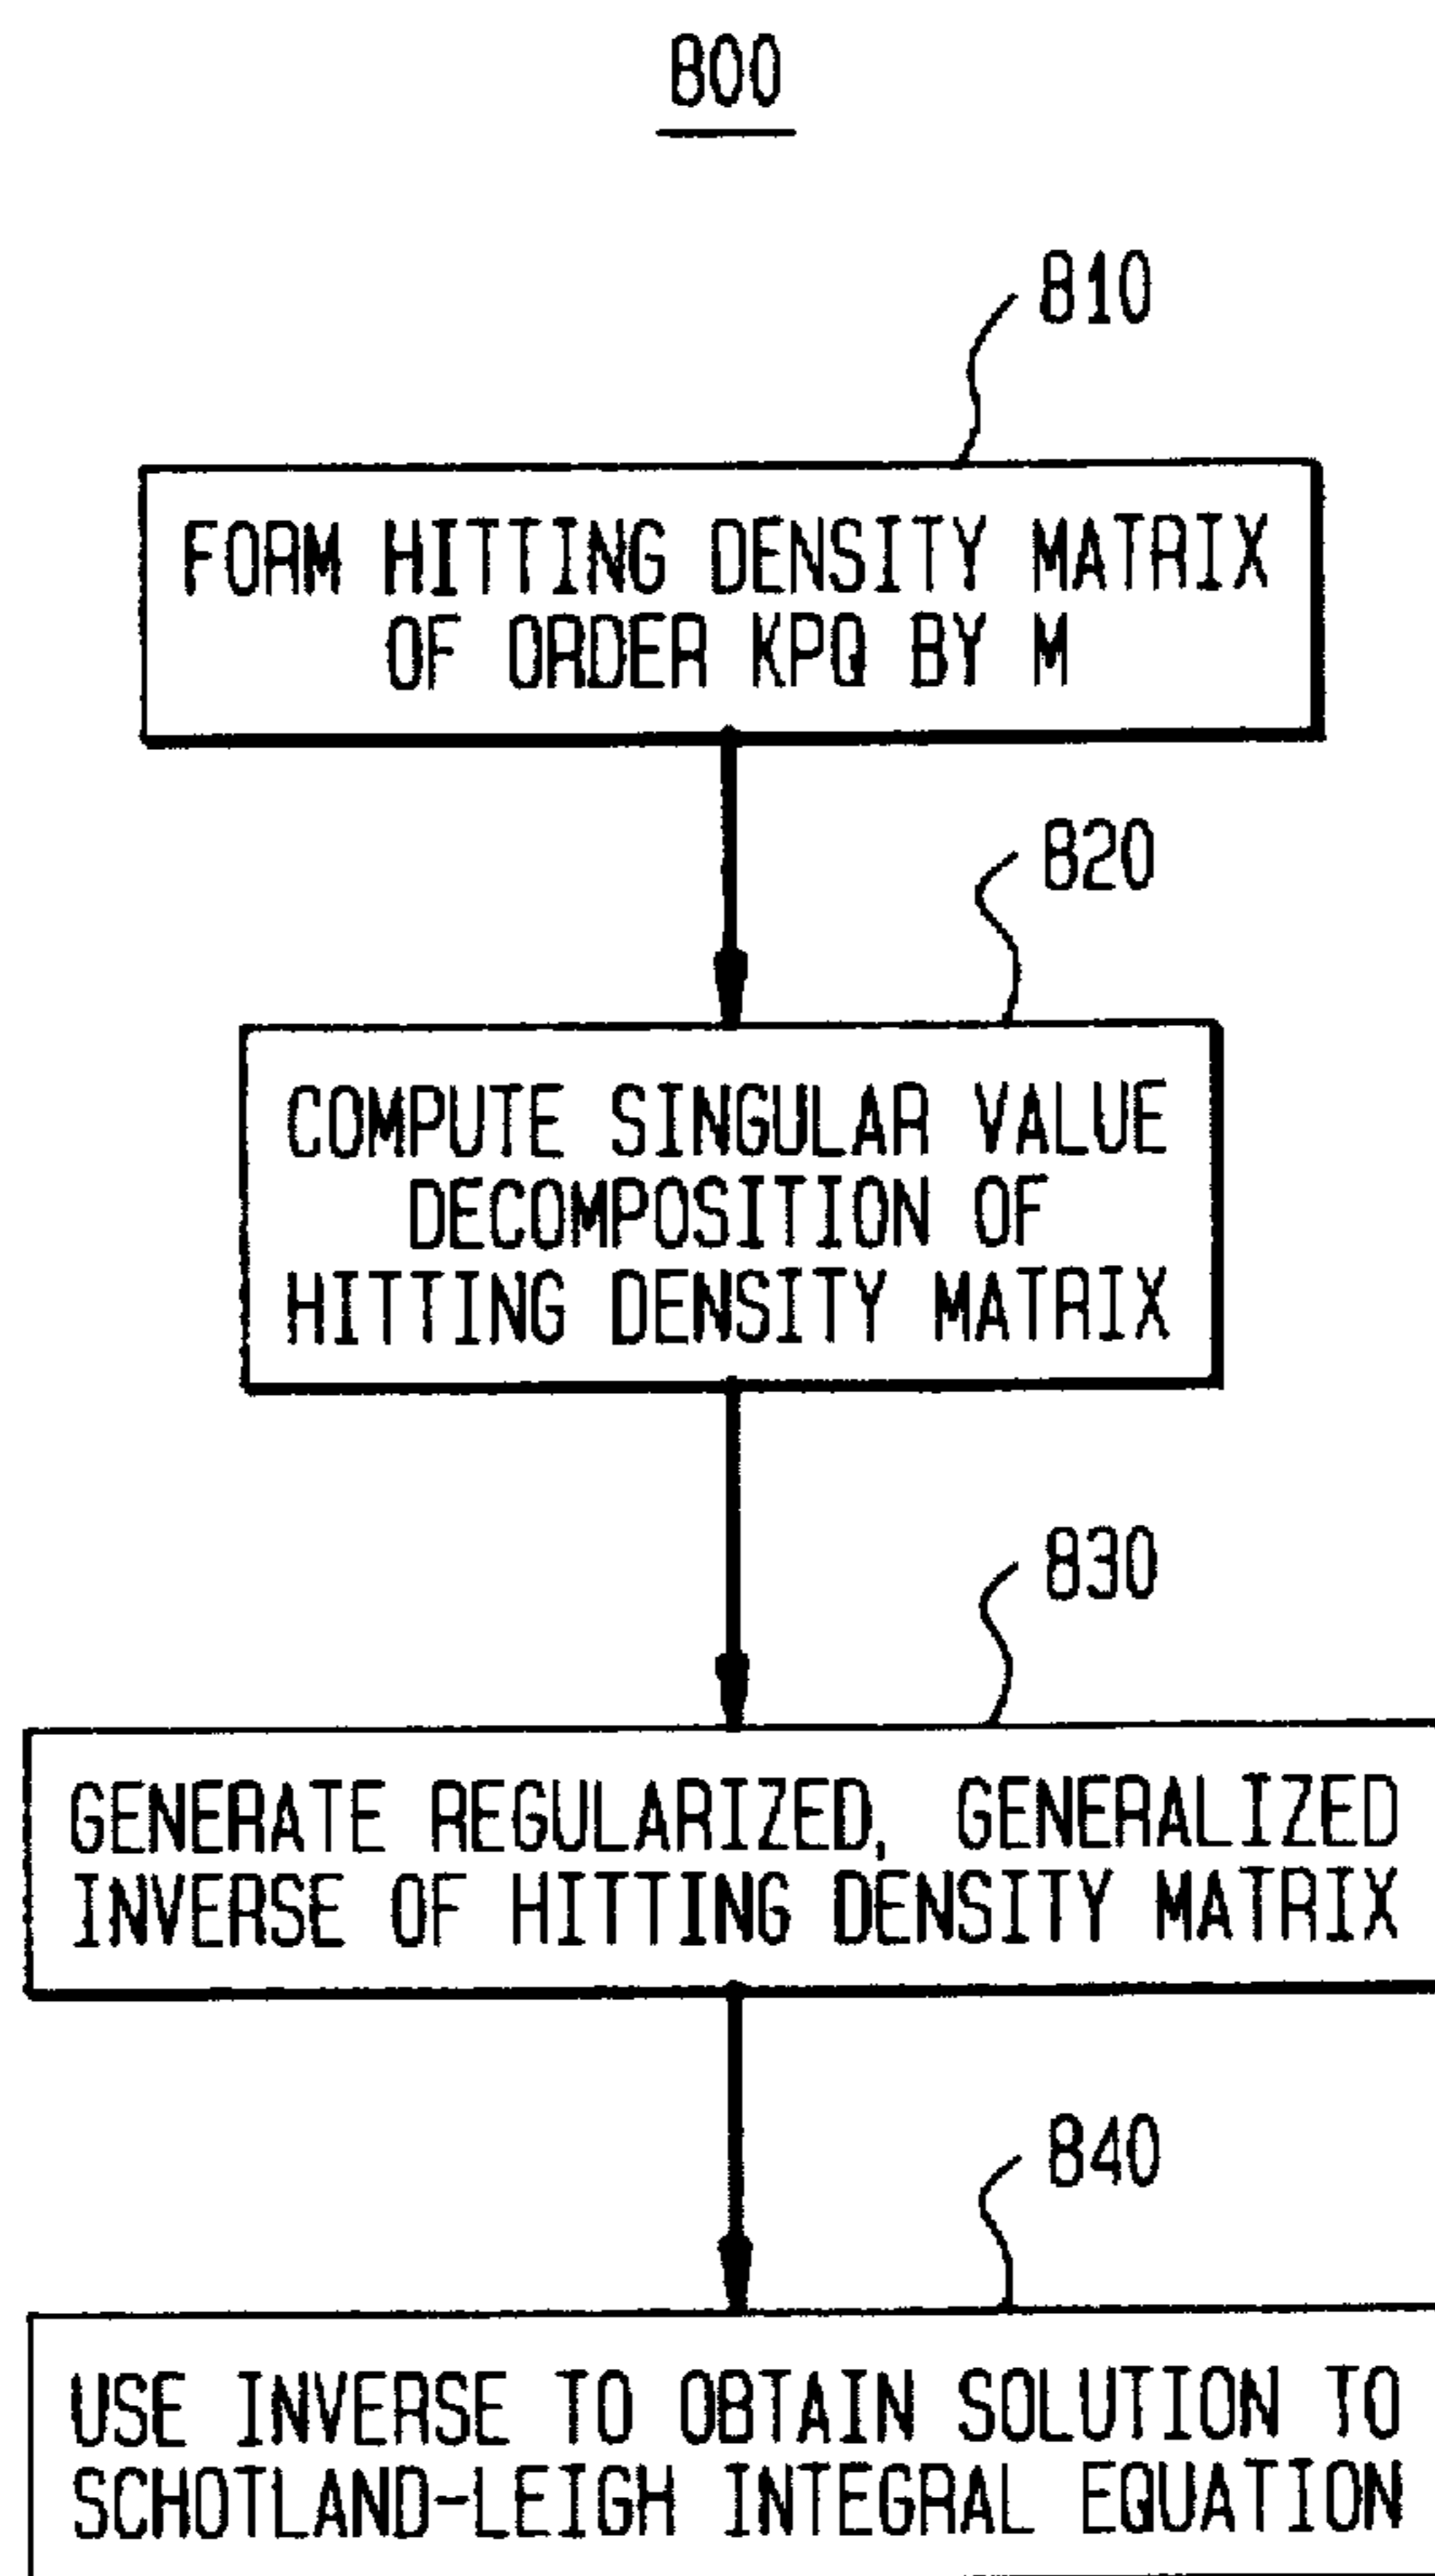 800
810
FORM HITTING DENSITY MATRIX
OF ORDER KPQ BY M
820
COMPUTE SINGULAR VALUE
DECOMPOSITION OF
HITTING DENSITY MATRIX
830
GENERATE REGULARIZED, GENERALIZED
INVERSE OF HITTING DENSITY MATRIX
840
USE INVERSE TO OBTAIN SOLUTION TO
SCHOTLAND-LEIGH INTEGRAL EQUATION